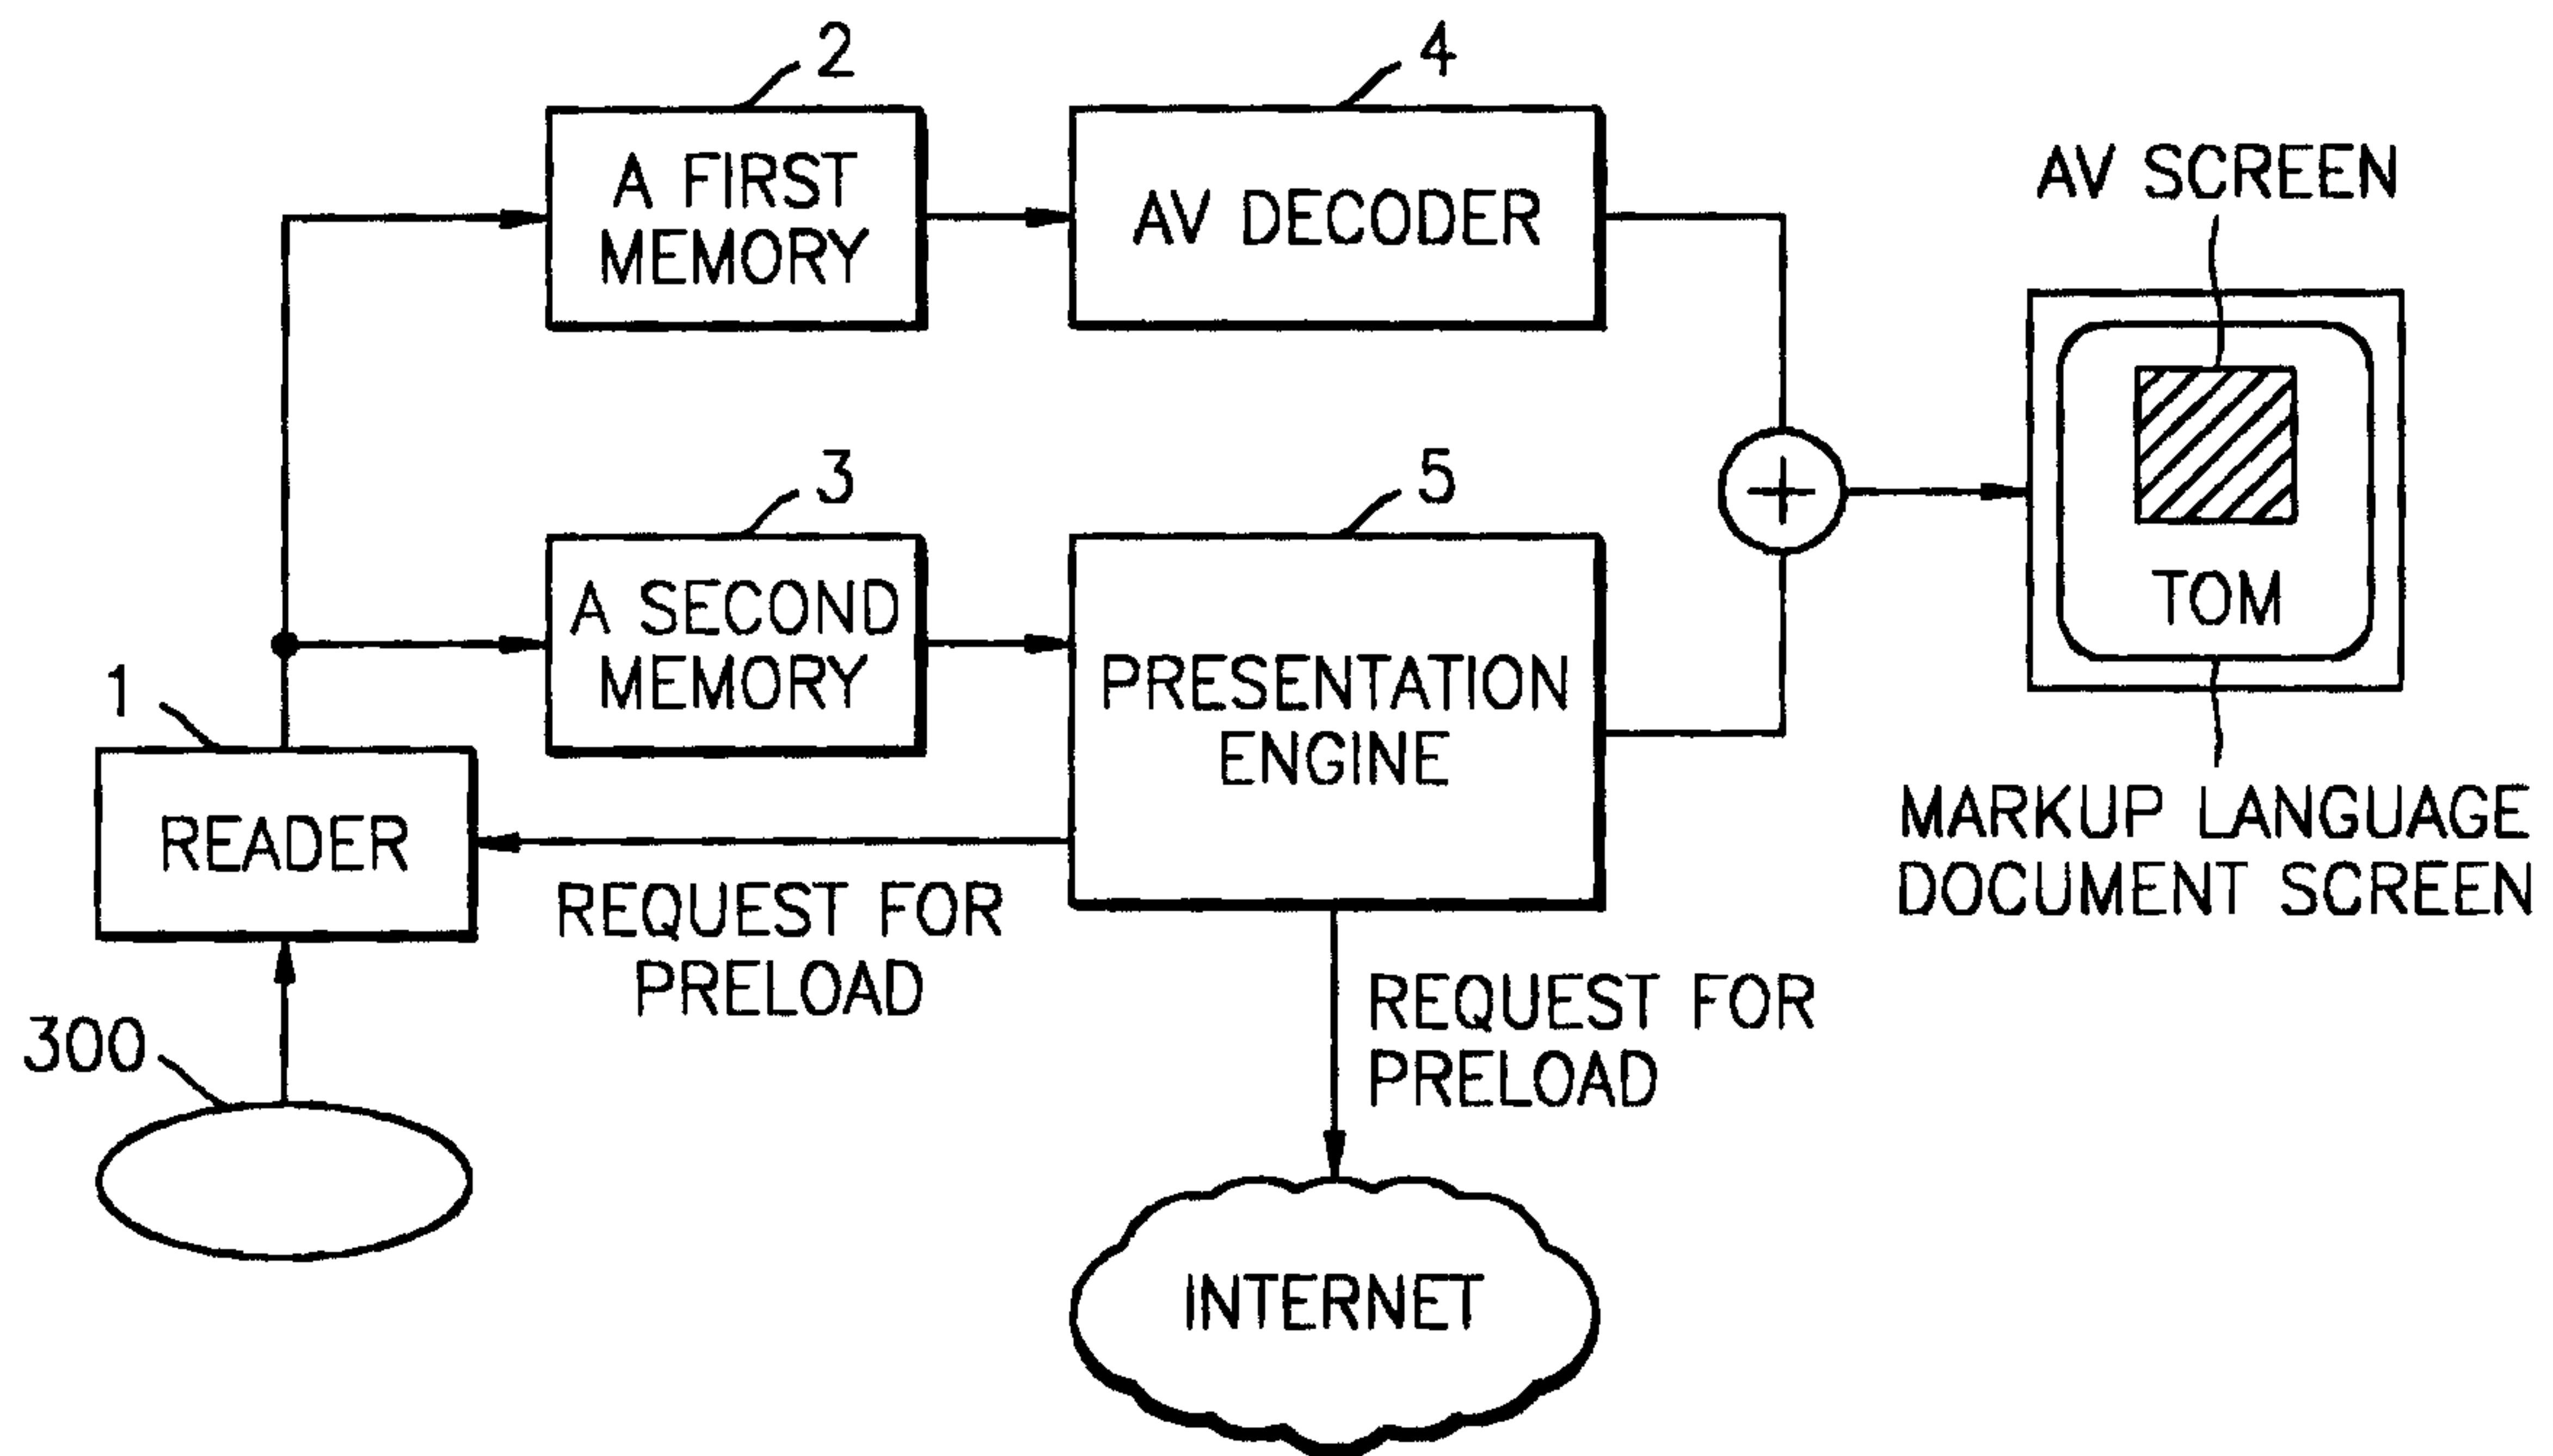 2
4
A FIRST
MEMORY
AV DECODER
AV SCREEN
3
5
A SECOND
MEMORY
PRESENTATION
ENGINE
TOM
1
READER
MARKUP LANGUAGE
DOCUMENT SCREEN
REQUEST FOR
PRELOAD
REQUEST FOR
PRELOAD
300
INTERNET